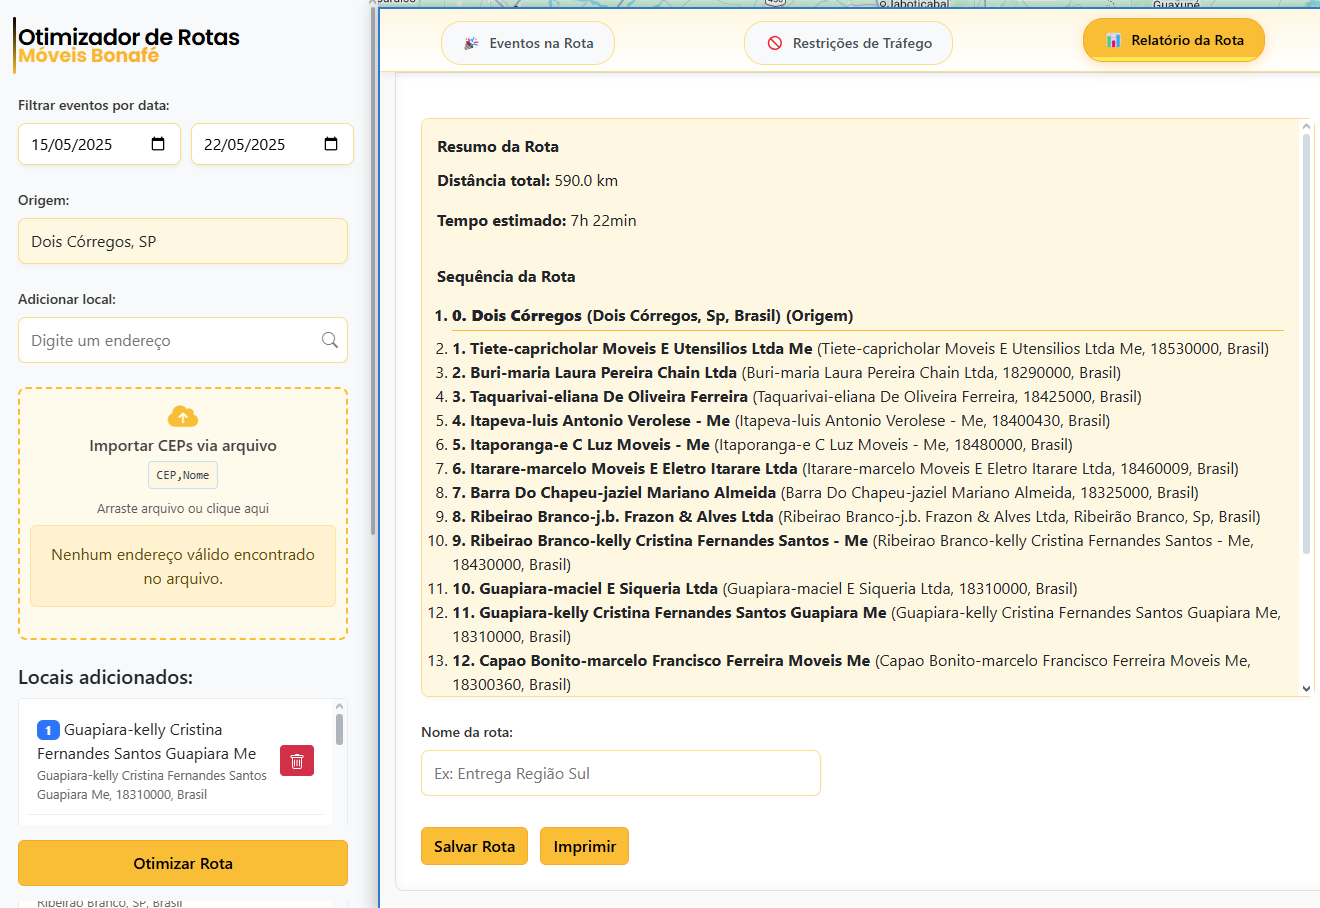 Otimizador de Rotas
Móveis Bonafé
Filtrar eventos por data:
15/05/2025
22/05/2025
Origem:
Dois Córregos, SP
Adicionar local:
Digite um endereço
Importar CEPs via arquivo
CEP,Nome
Arraste arquivo ou clique aqui
Nenhum endereço válido encontrado
no arquivo.
Locais adicionados:
1 Guapiara-kelly Cristina
Fernandes Santos Guapiara Me
Guapiara-kelly Cristina Fernandes Santos
Guapiara Me, 18310000, Brasil
Otimizar Rota
Ribeirão Branco, SP, Brasil
Jaboticabal
Guaxupé
Eventos na Rota
Restrições de Tráfego
Relatório da Rota
Resumo da Rota
Distância total: 590.0 km
Tempo estimado: 7h 22min
Sequência da Rota
1. 0. Dois Córregos (Dois Córregos, Sp, Brasil) (Origem)
2. 1. Tiete-capricholar Moveis E Utensilios Ltda Me (Tiete-capricholar Moveis E Utensilios Ltda Me, 18530000, Brasil)
3. 2. Buri-maria Laura Pereira Chain Ltda (Buri-maria Laura Pereira Chain Ltda, 18290000, Brasil)
4. 3. Taquarivai-eliana De Oliveira Ferreira (Taquarivai-eliana De Oliveira Ferreira, 18425000, Brasil)
5. 4. Itapeva-luis Antonio Verolese - Me (Itapeva-luis Antonio Verolese - Me, 18400430, Brasil)
6. 5. Itaporanga-e C Luz Moveis - Me (Itaporanga-e C Luz Moveis - Me, 18480000, Brasil)
7. 6. Itarare-marcelo Moveis E Eletro Itarare Ltda (Itarare-marcelo Moveis E Eletro Itarare Ltda, 18460009, Brasil)
8. 7. Barra Do Chapeu-jaziel Mariano Almeida (Barra Do Chapeu-jaziel Mariano Almeida, 18325000, Brasil)
9. 8. Ribeirao Branco-j.b. Frazon & Alves Ltda (Ribeirao Branco-j.b. Frazon & Alves Ltda, Ribeirão Branco, Sp, Brasil)
10. 9. Ribeirao Branco-kelly Cristina Fernandes Santos - Me (Ribeirao Branco-kelly Cristina Fernandes Santos - Me,
18430000, Brasil)
11. 10. Guapiara-maciel E Siqueria Ltda (Guapiara-maciel E Siqueria Ltda, 18310000, Brasil)
12. 11. Guapiara-kelly Cristina Fernandes Santos Guapiara Me (Guapiara-kelly Cristina Fernandes Santos Guapiara Me,
18310000, Brasil)
13. 12. Capao Bonito-marcelo Francisco Ferreira Moveis Me (Capao Bonito-marcelo Francisco Ferreira Moveis Me,
18300360, Brasil)
Nome da rota:
Ex: Entrega Região Sul
Salvar Rota
Imprimir